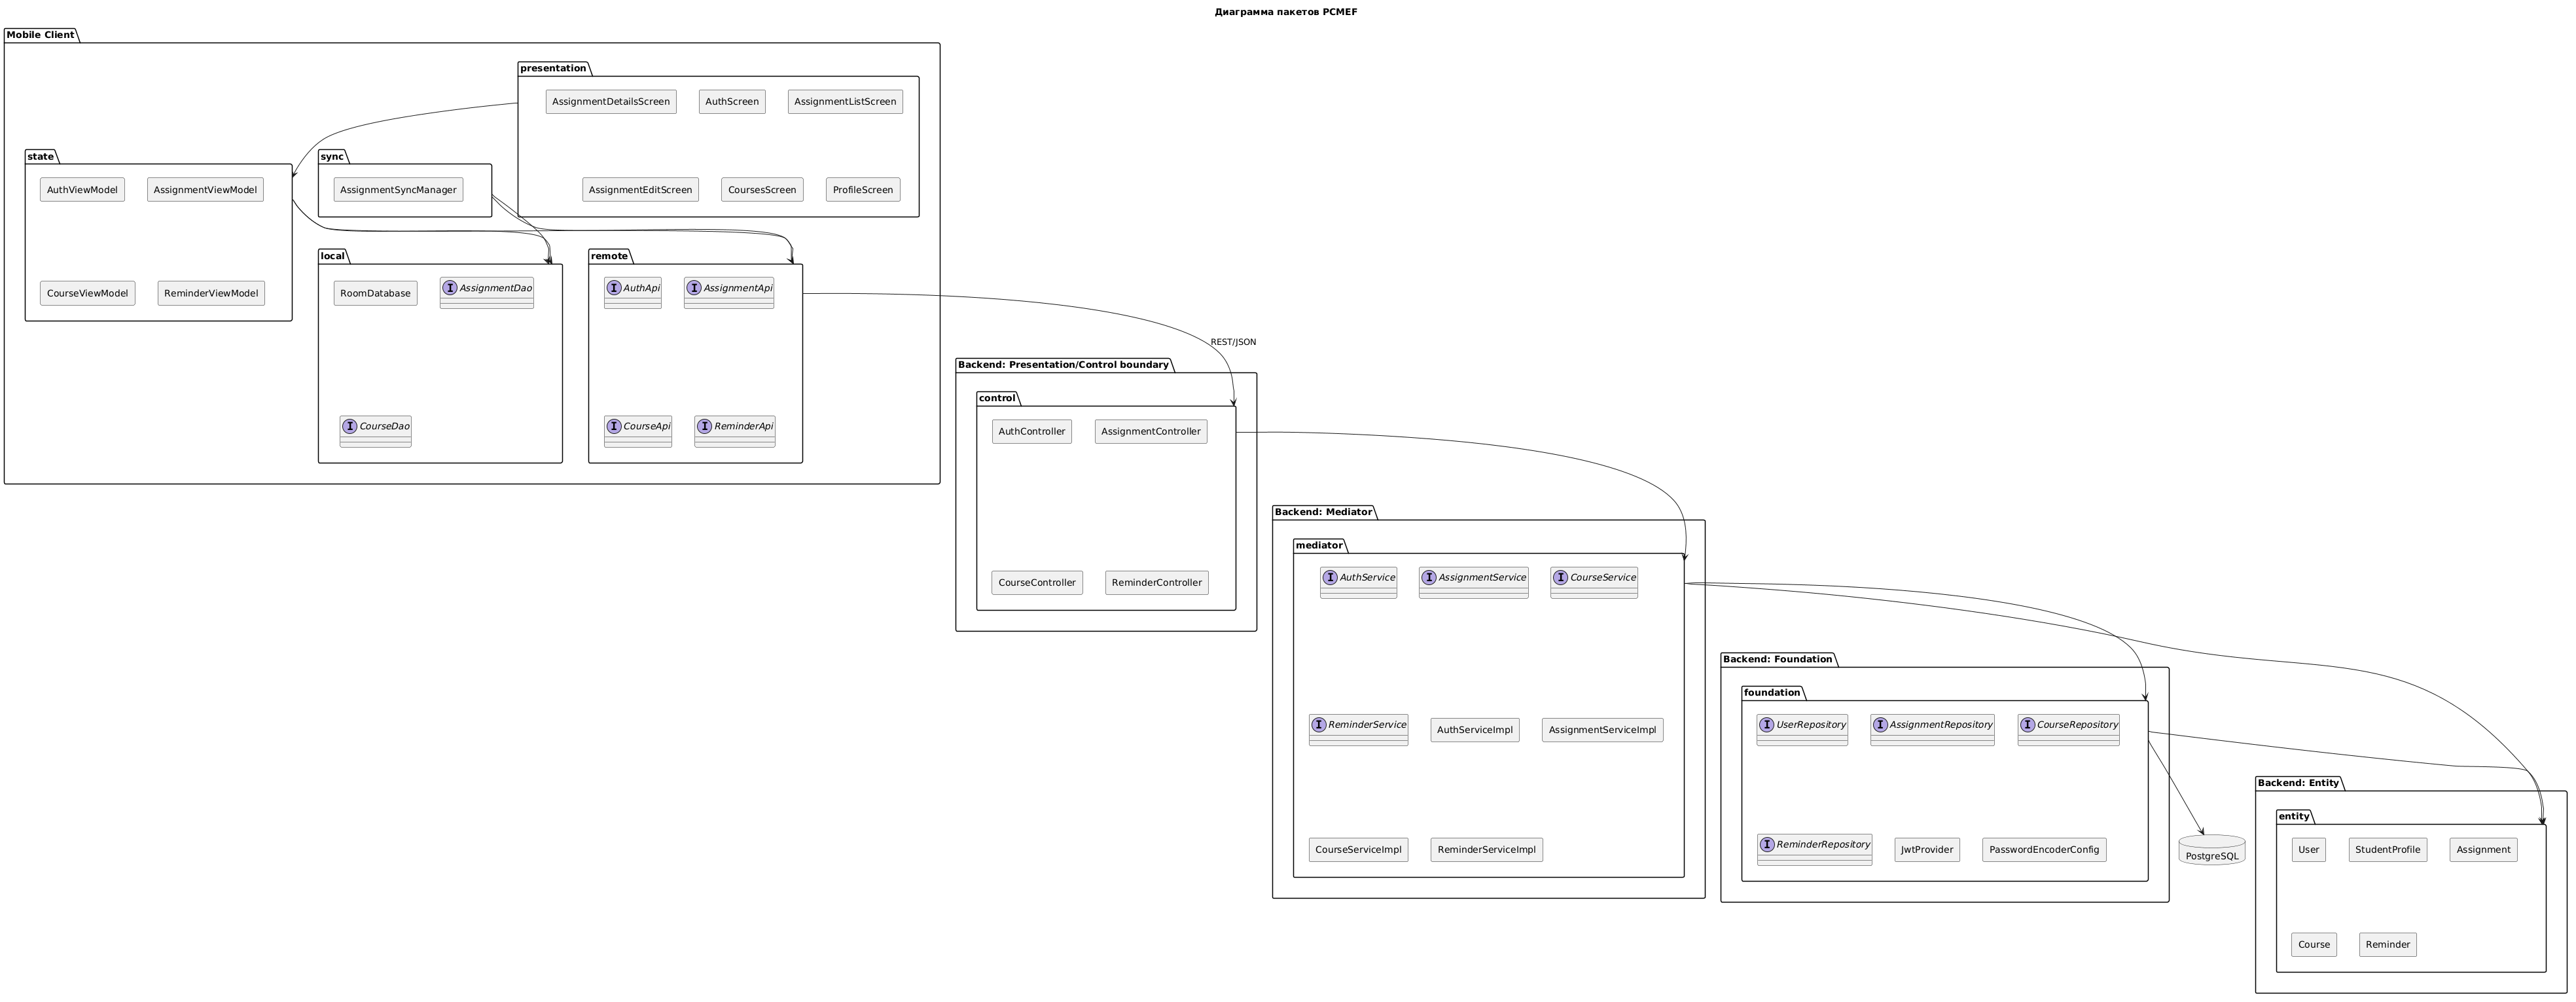 Диаграмма пакетов PCMEF
Mobile Client
presentation
AssignmentDetailsScreen
AuthScreen
AssignmentListScreen
AssignmentEditScreen
CoursesScreen
ProfileScreen
state
AuthViewModel
AssignmentViewModel
CourseViewModel
ReminderViewModel
sync
AssignmentSyncManager
local
RoomDatabase
I AssignmentDao
I CourseDao
remote
I AuthApi
I AssignmentApi
I CourseApi
I ReminderApi
REST/JSON
Backend: Presentation/Control boundary
control
AuthController
AssignmentController
CourseController
ReminderController
Backend: Mediator
mediator
I AuthService
I AssignmentService
I CourseService
I ReminderService
AuthServiceImpl
AssignmentServiceImpl
CourseServiceImpl
ReminderServiceImpl
Backend: Foundation
foundation
I UserRepository
I AssignmentRepository
I CourseRepository
I ReminderRepository
JwtProvider
PasswordEncoderConfig
PostgreSQL
Backend: Entity
entity
User
StudentProfile
Assignment
Course
Reminder